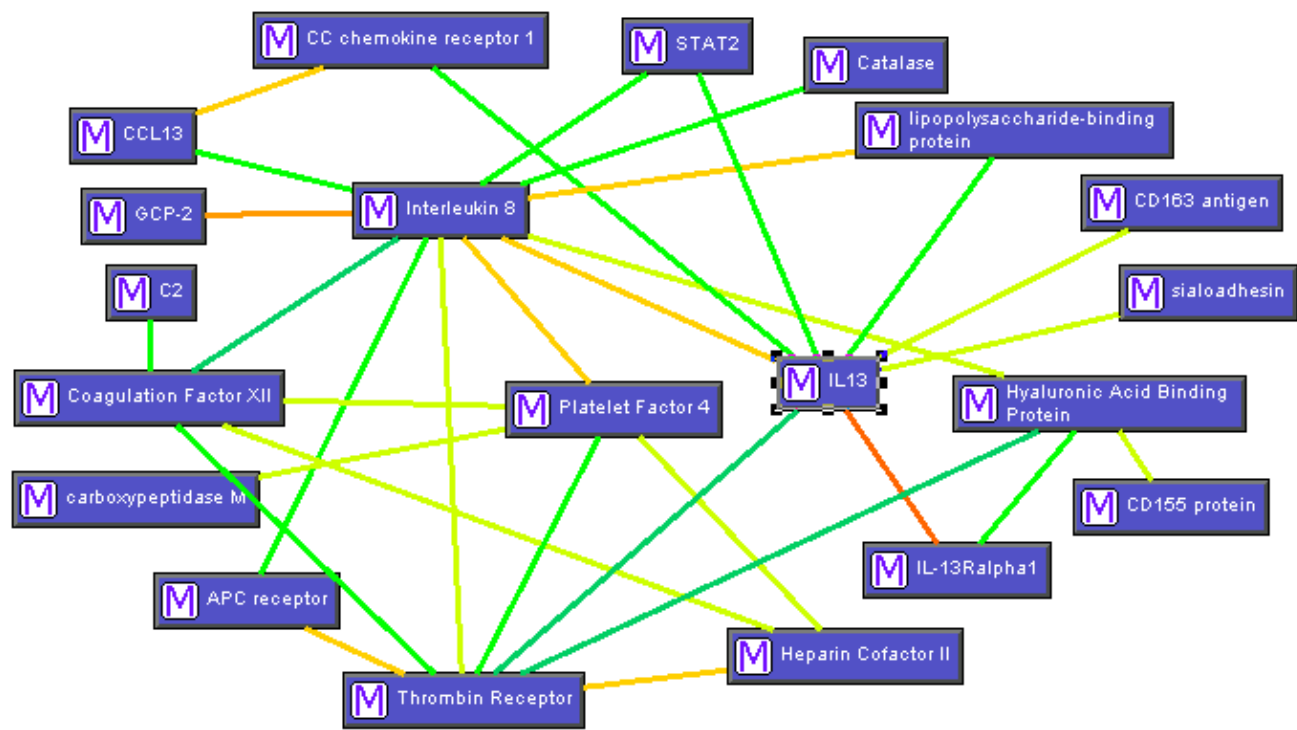 M CC chemokine receptor 1
M STAT2
M Catalase
M lipopolysaccharide-binding
protein
M CCL13
M CD163 antigen
M GCP-2
M Interleukin 8
M C2
M sialoadhesin
M Coagulation Factor XII
M Platelet Factor 4
M IL13
M Hyaluronic Acid Binding
Protein
M carboxypeptidase M
M CD155 protein
M APC receptor
M IL-13Ralpha1
M Thrombin Receptor
M Heparin Cofactor II